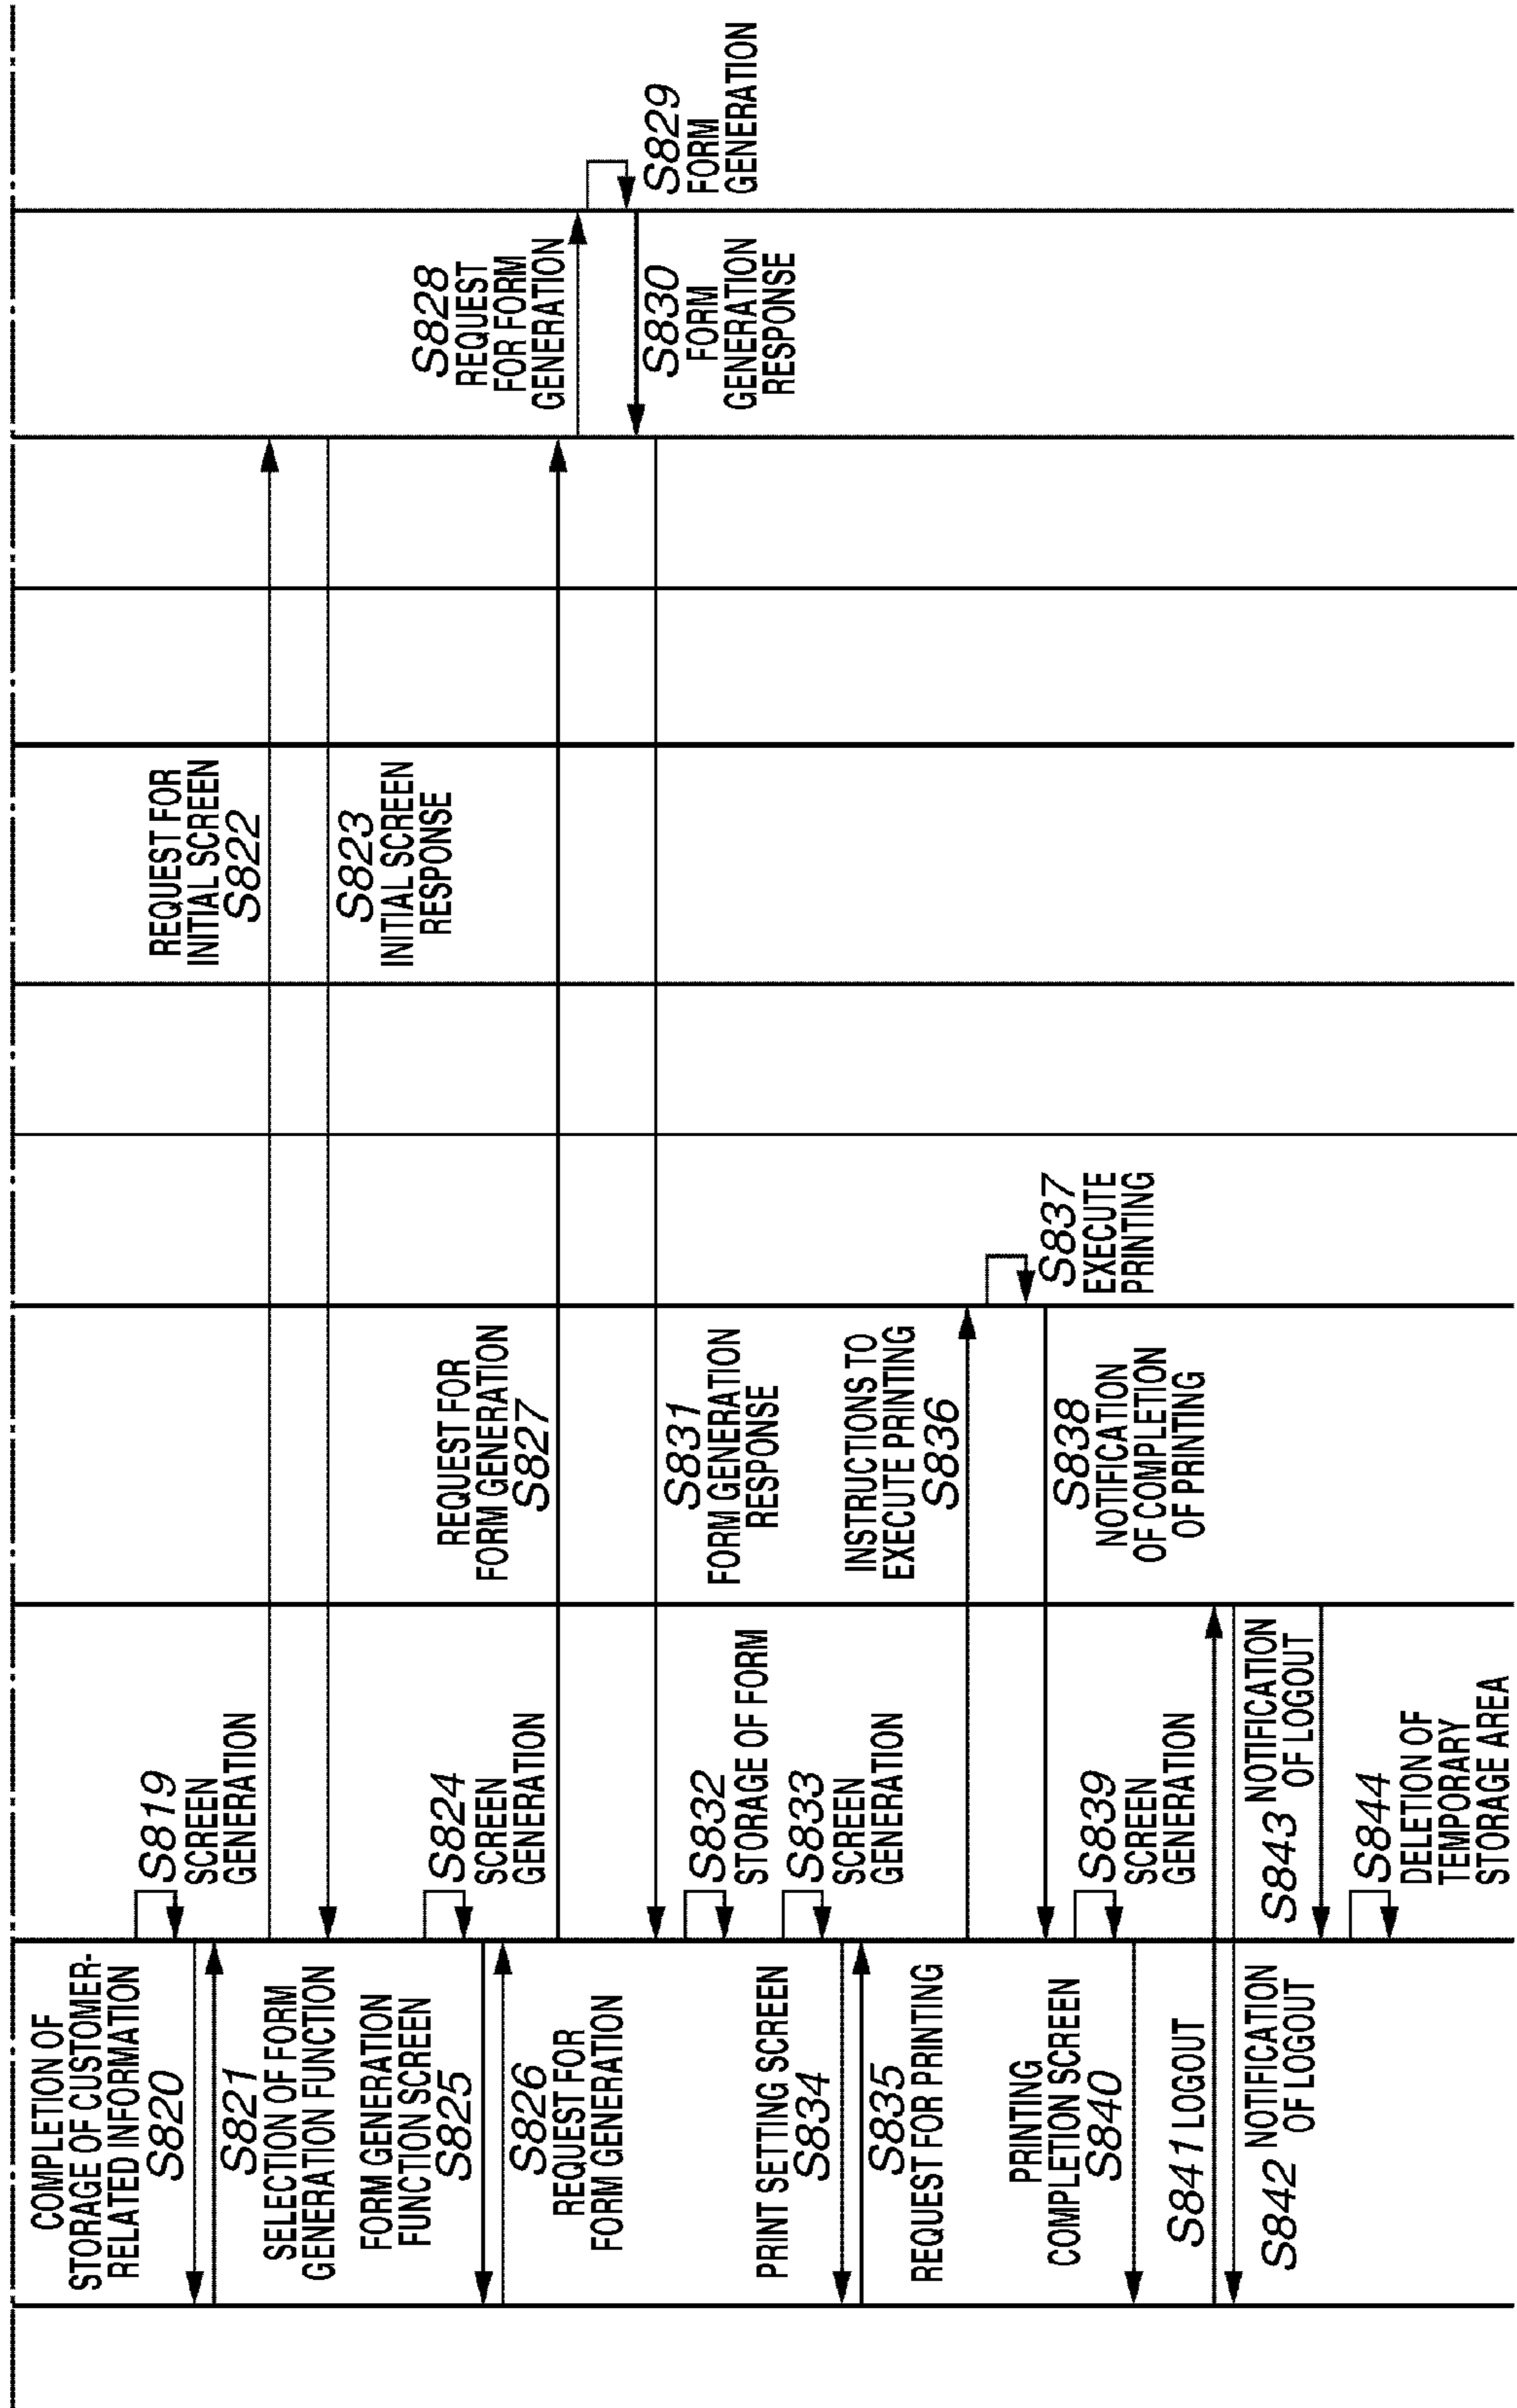 COMPLETION OF
STORAGE OF CUSTOMER-
RELATED INFORMATION
S820
S819
SCREEN
GENERATION
S821
SELECTION OF FORM
GENERATION FUNCTION
REQUEST FOR
INITIAL SCREEN
S822
S823
INITIAL SCREEN
RESPONSE
S824
SCREEN
GENERATION
FORM GENERATION
FUNCTION SCREEN
S825
S826
REQUEST FOR
FORM GENERATION
REQUEST FOR
FORM GENERATION
S827
S828
REQUEST
FOR FORM
GENERATION
S829
FORM
GENERATION
S830
FORM
GENERATION
RESPONSE
S831
FORM GENERATION
RESPONSE
S832
STORAGE OF FORM
S833
SCREEN
GENERATION
PRINT SETTING SCREEN
S834
S835
REQUEST FOR PRINTING
INSTRUCTIONS TO
EXECUTE PRINTING
S836
S837
EXECUTE
PRINTING
S838
NOTIFICATION
OF COMPLETION
OF PRINTING
S839
SCREEN
GENERATION
PRINTING
COMPLETION SCREEN
S840
S841 LOGOUT
S842 NOTIFICATION
OF LOGOUT
S843 NOTIFICATION
OF LOGOUT
S844
DELETION OF
TEMPORARY
STORAGE AREA